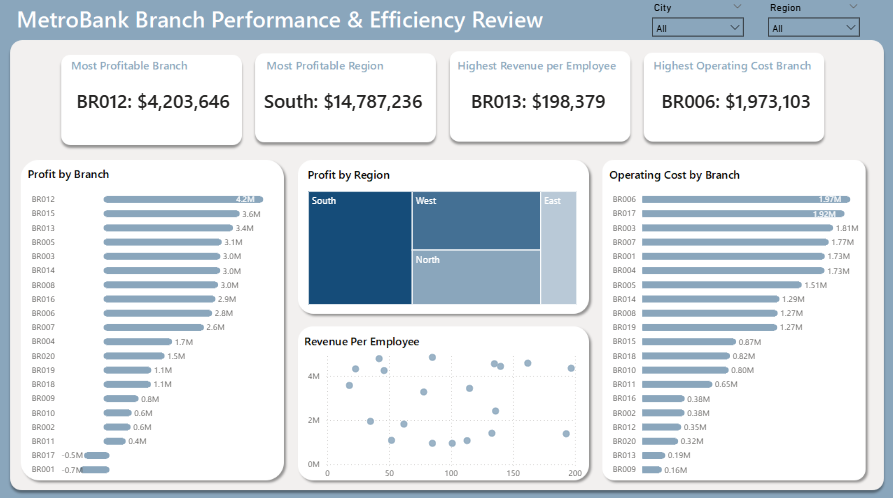 MetroBank Branch Performance & Efficiency Review
City
All
Region
All
Most Profitable Branch
BR012: $4,203,646
Most Profitable Region
South: $14,787,236
Highest Revenue per Employee
BR013: $198,379
Highest Operating Cost Branch
BR006: $1,973,103
Profit by Branch
BR012 4.2M
BR015 3.6M
BR013 3.4M
BR005 3.1M
BR003 3.0M
BR014 3.0M
BR008 3.0M
BR016 2.9M
BR006 2.8M
BR007 2.6M
BR004 1.7M
BR020 1.5M
BR019 1.1M
BR018 1.1M
BR009 0.8M
BR010 0.6M
BR002 0.6M
BR011 0.4M
BR017 -0.5M
BR001 -0.7M
Profit by Region
South
West
East
North
Revenue Per Employee
4M
2M
0M
0 50 100 150 200
Operating Cost by Branch
BR006 1.97M
BR017 1.92M
BR003 1.81M
BR007 1.77M
BR001 1.73M
BR004 1.73M
BR005 1.51M
BR014 1.29M
BR008 1.27M
BR019 1.27M
BR015 0.87M
BR018 0.82M
BR010 0.80M
BR011 0.65M
BR016 0.38M
BR002 0.38M
BR012 0.35M
BR020 0.32M
BR013 0.19M
BR009 0.16M